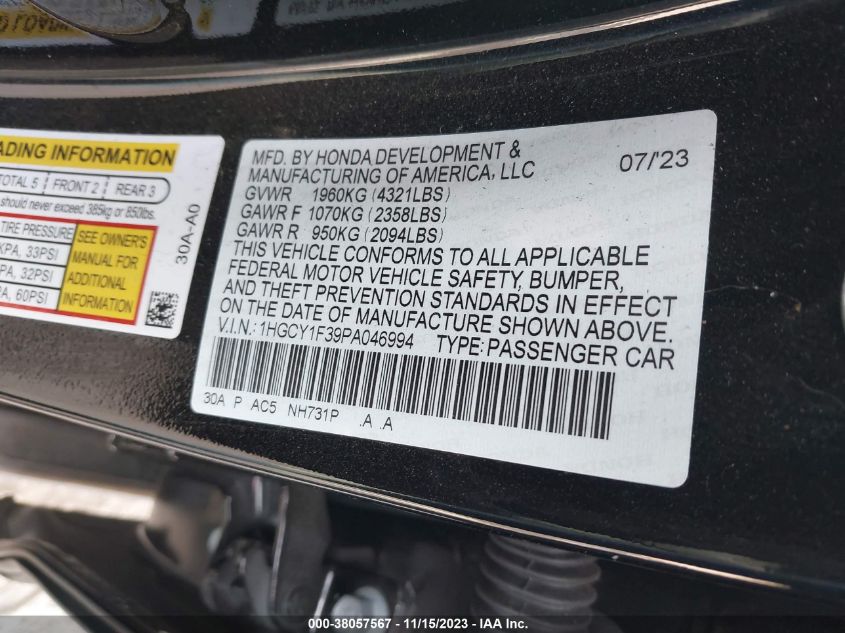 ADING INFORMATION
TOTAL 5 FRONT 2 REAR 3
should never exceed 385kg or 850lbs.
TIRE PRESSURE
KPA, 33PSI
PA, 32PSI
A, 60PSI
SEE OWNER'S
MANUAL FOR
ADDITIONAL
INFORMATION
30A-A0
MFD. BY HONDA DEVELOPMENT &
MANUFACTURING OF AMERICA, LLC
07/'23
GVWR 1960KG (4321LBS)
GAWR F 1070KG (2358LBS)
GAWR R 950KG (2094LBS)
THIS VEHICLE CONFORMS TO ALL APPLICABLE
FEDERAL MOTOR VEHICLE SAFETY, BUMPER,
AND THEFT PREVENTION STANDARDS IN EFFECT
ON THE DATE OF MANUFACTURE SHOWN ABOVE.
V.I.N.: 1HGCY1F39PA046994 TYPE: PASSENGER CAR
30A P AC5 NH731P .A .A
000-38057567 - 11/15/2023 - IAA Inc.